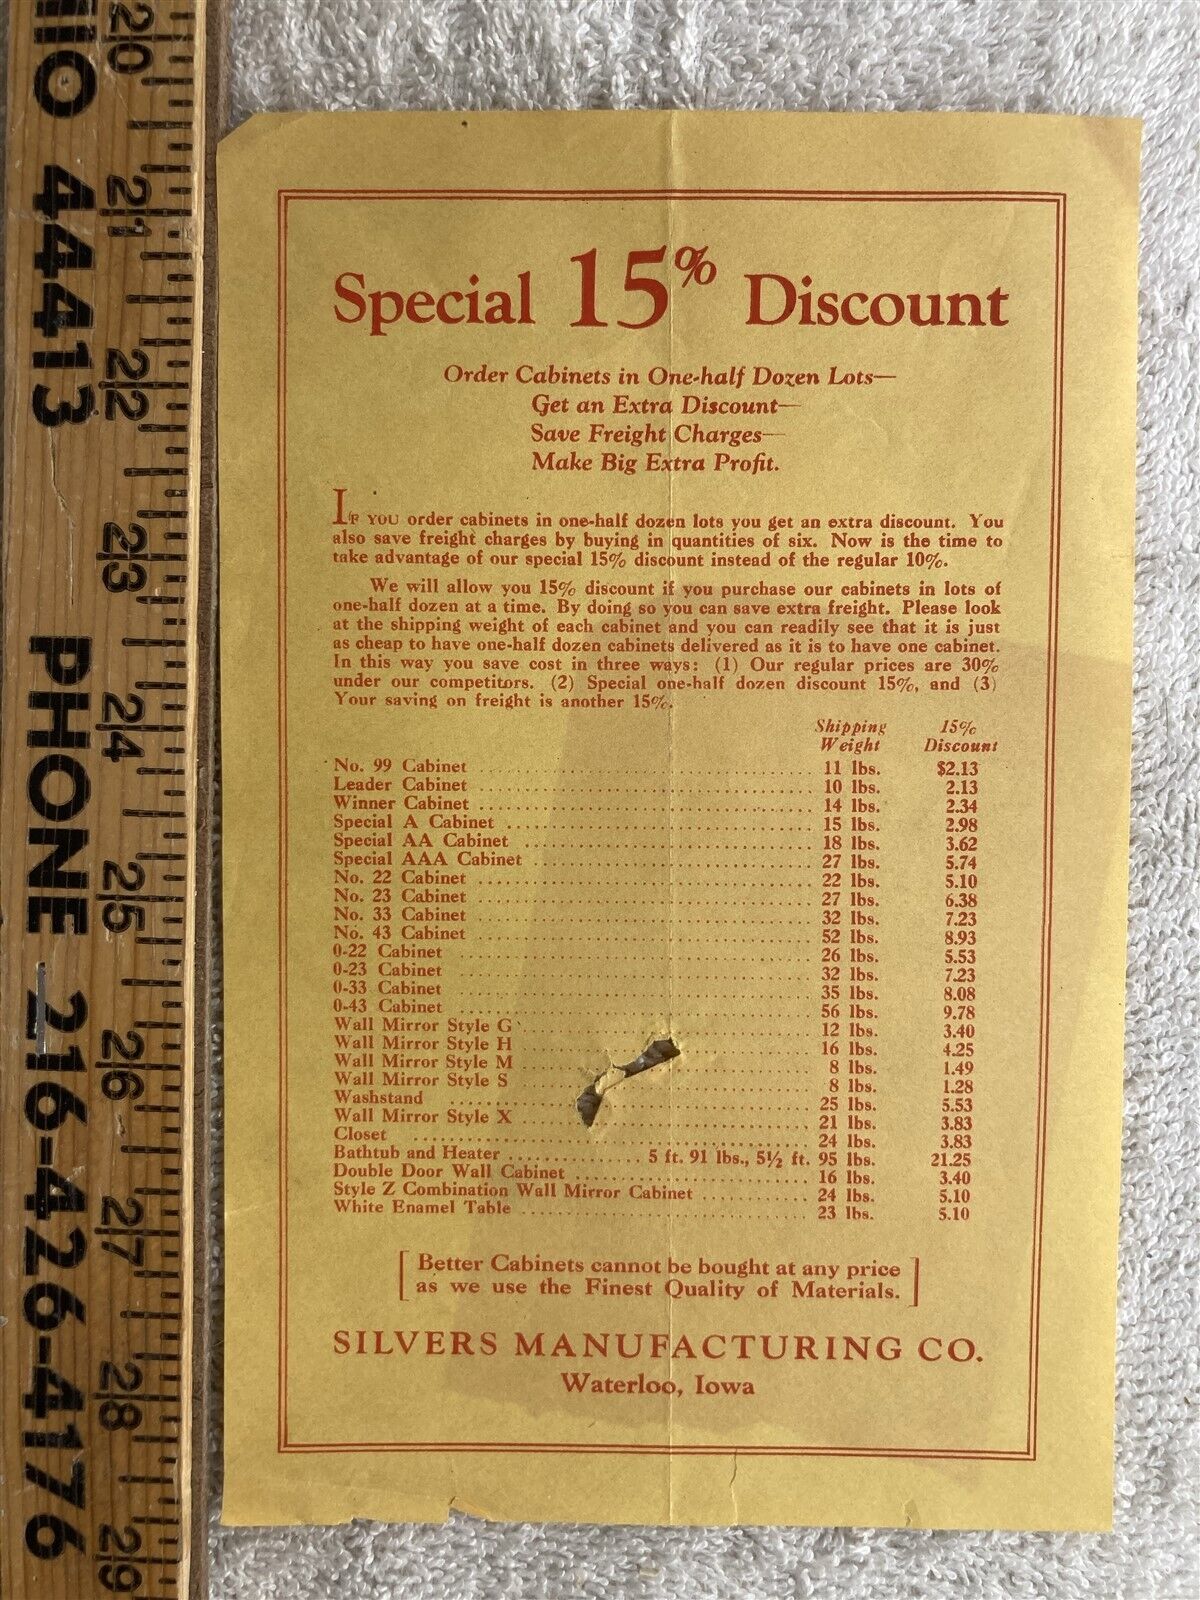 HIO 44413 PHONE 216-426-4176
20
21
22
23
24
25
26
27
28
29
Special 15% Discount
Order Cabinets in One-half Dozen Lots—
Get an Extra Discount—
Save Freight Charges—
Make Big Extra Profit.
IF YOU order cabinets in one-half dozen lots you get an extra discount. You
also save freight charges by buying in quantities of six. Now is the time to
take advantage of our special 15% discount instead of the regular 10%.
We will allow you 15% discount if you purchase our cabinets in lots of
one-half dozen at a time. By doing so you can save extra freight. Please look
at the shipping weight of each cabinet and you can readily see that it is just
as cheap to have one-half dozen cabinets delivered as it is to have one cabinet.
In this way you save cost in three ways: (1) Our regular prices are 30%
under our competitors. (2) Special one-half dozen discount 15%, and (3)
Your saving on freight is another 15%.
Shipping 15%
Weight Discount
No. 99 Cabinet 11 lbs. $2.13
Leader Cabinet 10 lbs. 2.13
Winner Cabinet 14 lbs. 2.34
Special A Cabinet 15 lbs. 2.98
Special AA Cabinet 18 lbs. 3.62
Special AAA Cabinet 27 lbs. 5.74
No. 22 Cabinet 22 lbs. 5.10
No. 23 Cabinet 27 lbs. 6.38
No. 33 Cabinet 32 lbs. 7.23
No. 43 Cabinet 52 lbs. 8.93
0-22 Cabinet 26 lbs. 5.53
0-23 Cabinet 32 lbs. 7.23
0-33 Cabinet 35 lbs. 8.08
0-43 Cabinet 56 lbs. 9.78
Wall Mirror Style G 12 lbs. 3.40
Wall Mirror Style H 16 lbs. 4.25
Wall Mirror Style M 8 lbs. 1.49
Wall Mirror Style S 8 lbs. 1.28
Washstand 25 lbs. 5.53
Wall Mirror Style X 21 lbs. 3.83
Closet 24 lbs. 3.83
Bathtub and Heater 5 ft. 91 lbs., 5½ ft. 95 lbs. 21.25
Double Door Wall Cabinet 16 lbs. 3.40
Style Z Combination Wall Mirror Cabinet 24 lbs. 5.10
White Enamel Table 23 lbs. 5.10
[Better Cabinets cannot be bought at any price
as we use the Finest Quality of Materials.]
SILVERS MANUFACTURING CO.
Waterloo, Iowa